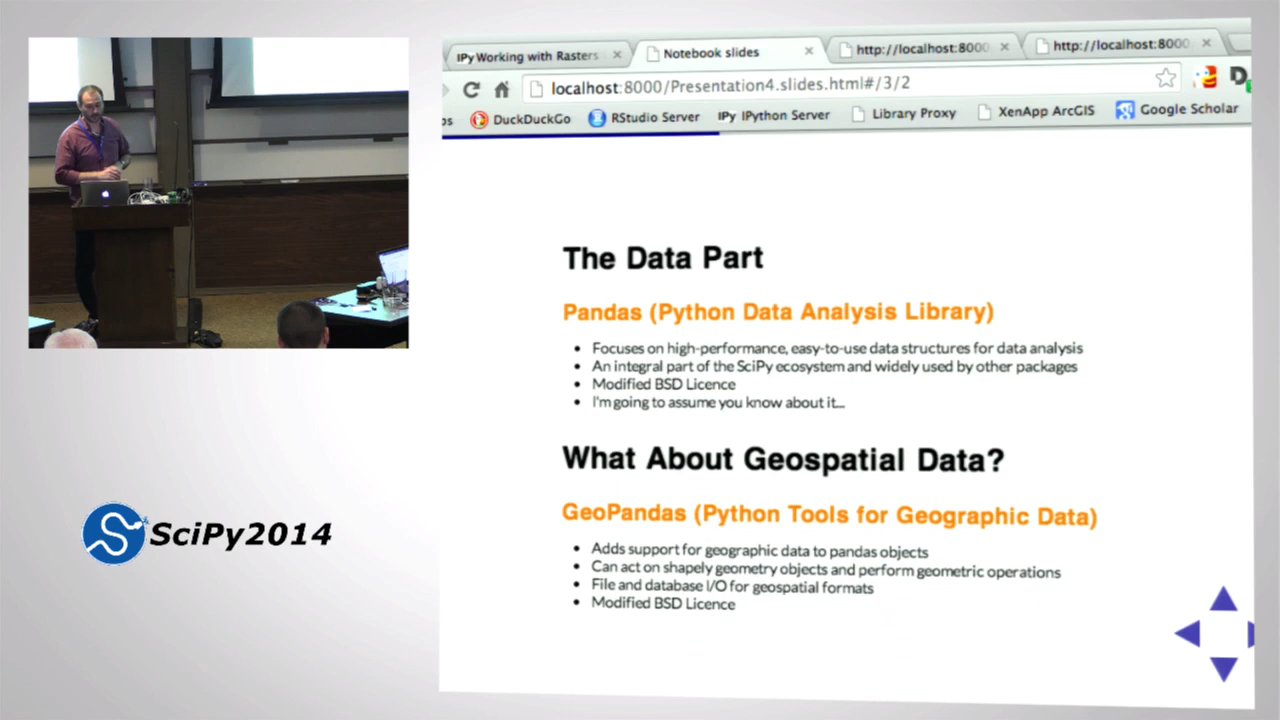 IPy Working with Rasters
Notebook slides
http://localhost:8000
http://localhost:8000
localhost:8000/Presentation4.slides.html#/3/2
DuckDuckGo
RStudio Server
IPy IPython Server
Library Proxy
XenApp ArcGIS
Google Scholar
The Data Part
Pandas (Python Data Analysis Library)
• Focuses on high-performance, easy-to-use data structures for data analysis
• An integral part of the SciPy ecosystem and widely used by other packages
• Modified BSD Licence
• I'm going to assume you know about it...
What About Geospatial Data?
GeoPandas (Python Tools for Geographic Data)
• Adds support for geographic data to pandas objects
• Can act on shapely geometry objects and perform geometric operations
• File and database I/O for geospatial formats
• Modified BSD Licence
SciPy2014